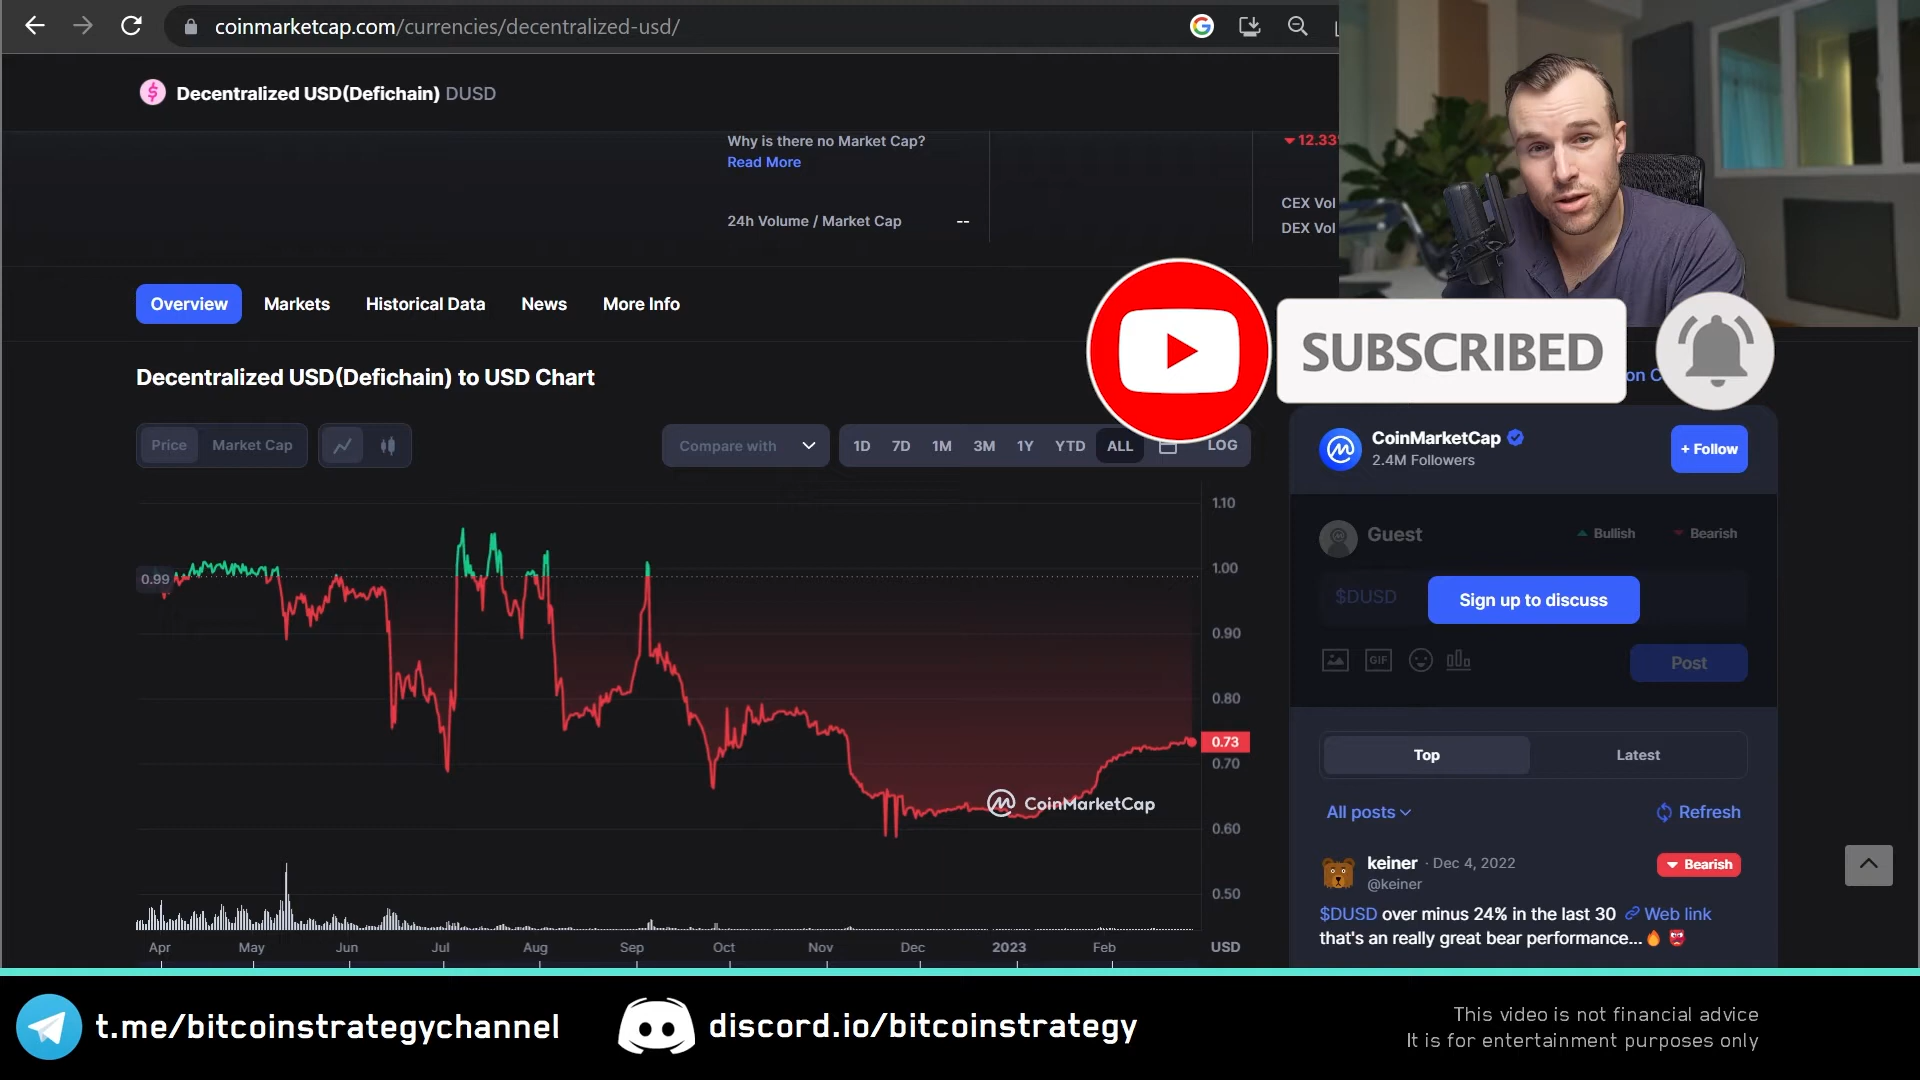 coinmarketcap.com/currencies/decentralized-usd/
Decentralized USD(Defichain) DUSD
Why is there no Market Cap?
Read More
24h Volume / Market Cap --
12.33
CEX Vol
DEX Vol
Overview Markets Historical Data News More Info
SUBSCRIBED
Decentralized USD(Defichain) to USD Chart
on C
Price Market Cap
Compare with
1D 7D 1M 3M 1Y YTD ALL LOG
1.10
1.00
0.99
0.90
0.80
0.73
0.70
0.60
0.50
CoinMarketCap
Apr May Jun Jul Aug Sep Oct Nov Dec 2023 Feb USD
CoinMarketCap
2.4M Followers
+ Follow
Guest
Bullish Bearish
$DUSD
Sign up to discuss
GIF
Post
Top Latest
All posts Refresh
keiner · Dec 4, 2022
@keiner
Bearish
$DUSD over minus 24% in the last 30 Web link
that's an really great bear performance...
t.me/bitcoinstrategychannel
discord.io/bitcoinstrategy
This video is not financial advice
It is for entertainment purposes only